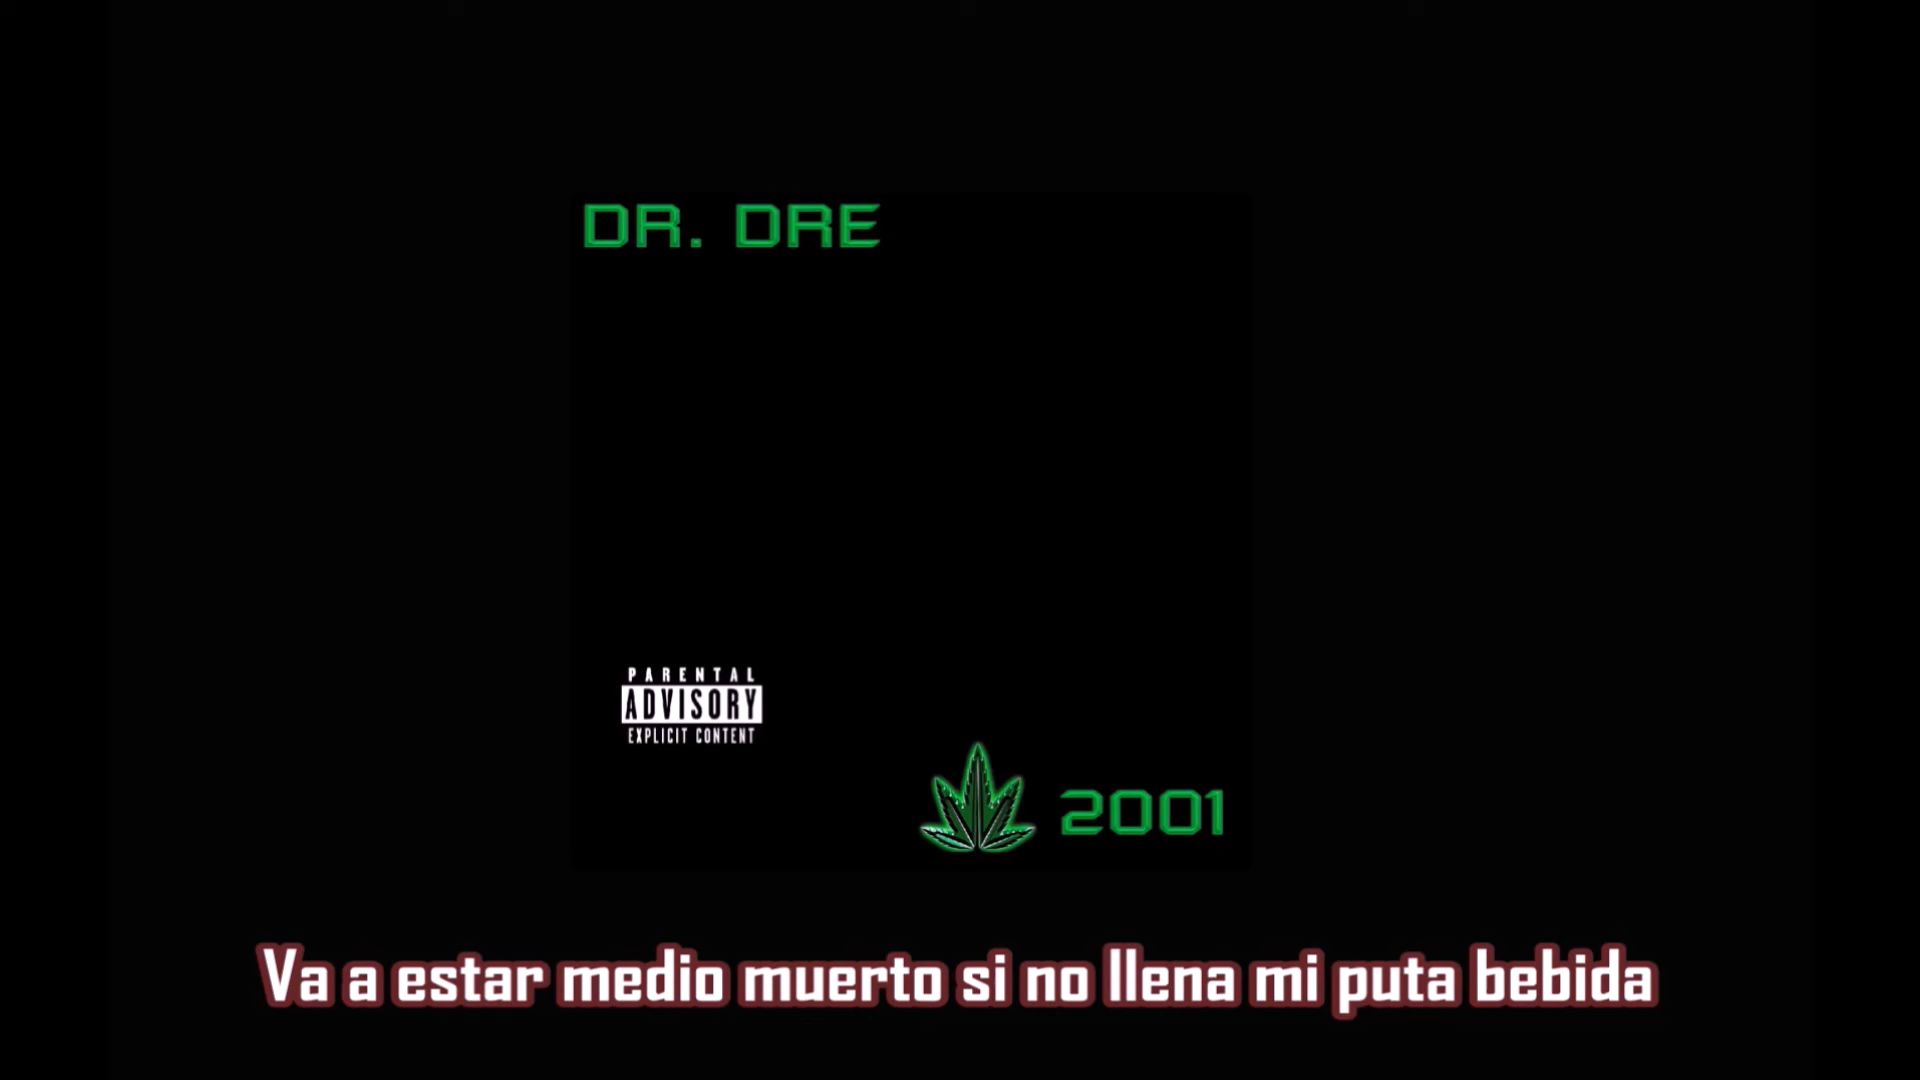 DR. DRE
PARENTAL
ADVISORY
EXPLICIT CONTENT
2001
Va a estar medio muerto si no llena mi puta bebida